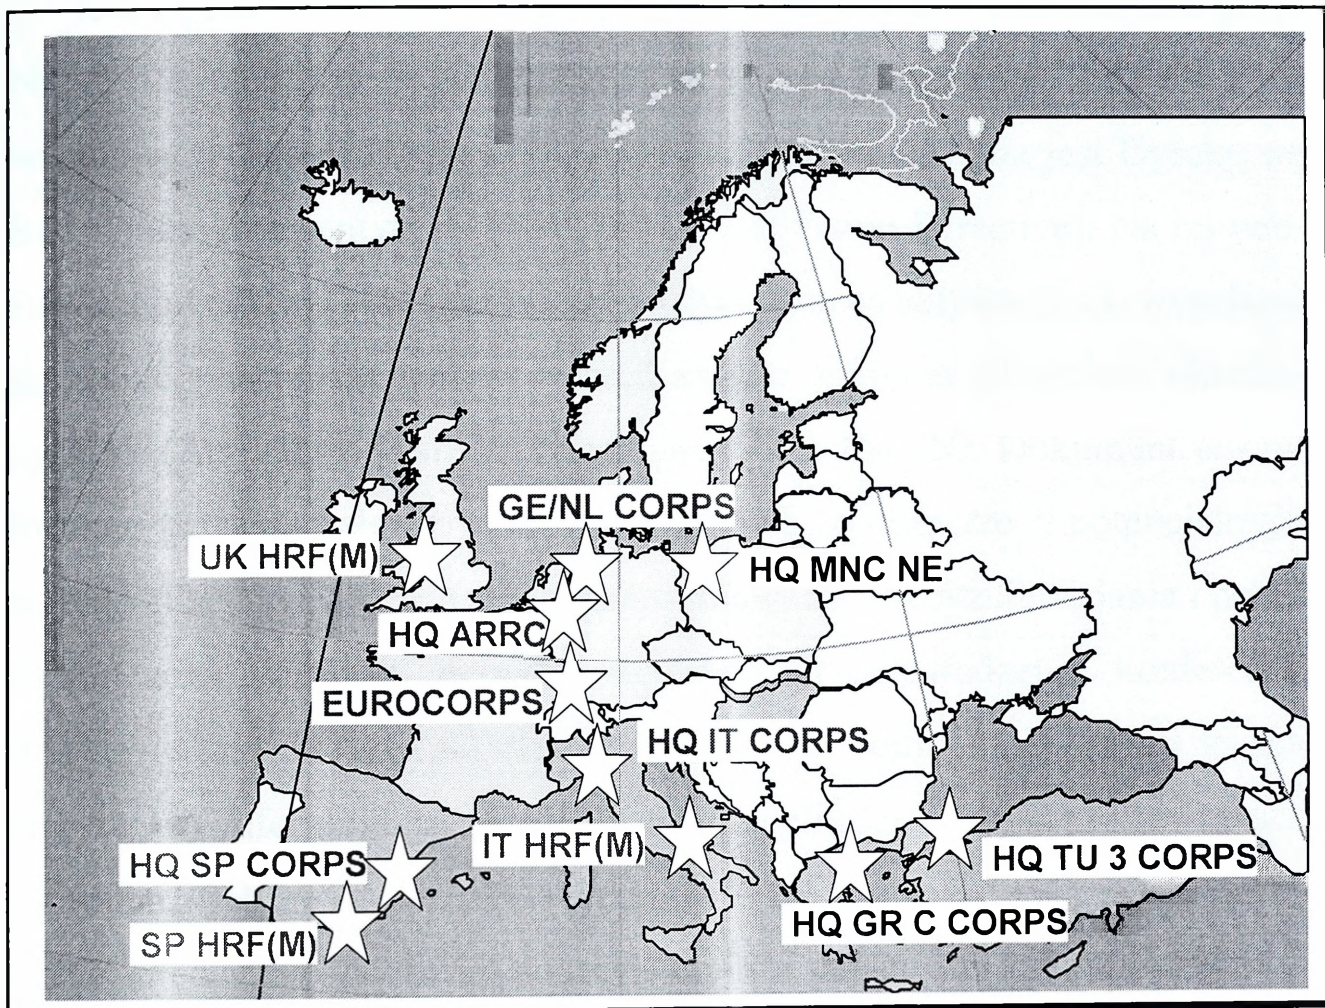 GE/NL CORPS
UK HRF(M)
HQ MNC NE
HQ ARRC
EUROCORPS
HQ IT CORPS
IT HRF(M)
HQ SP CORPS
HQ TU 3 CORPS
HQ GR C CORPS
SP HRF(M)